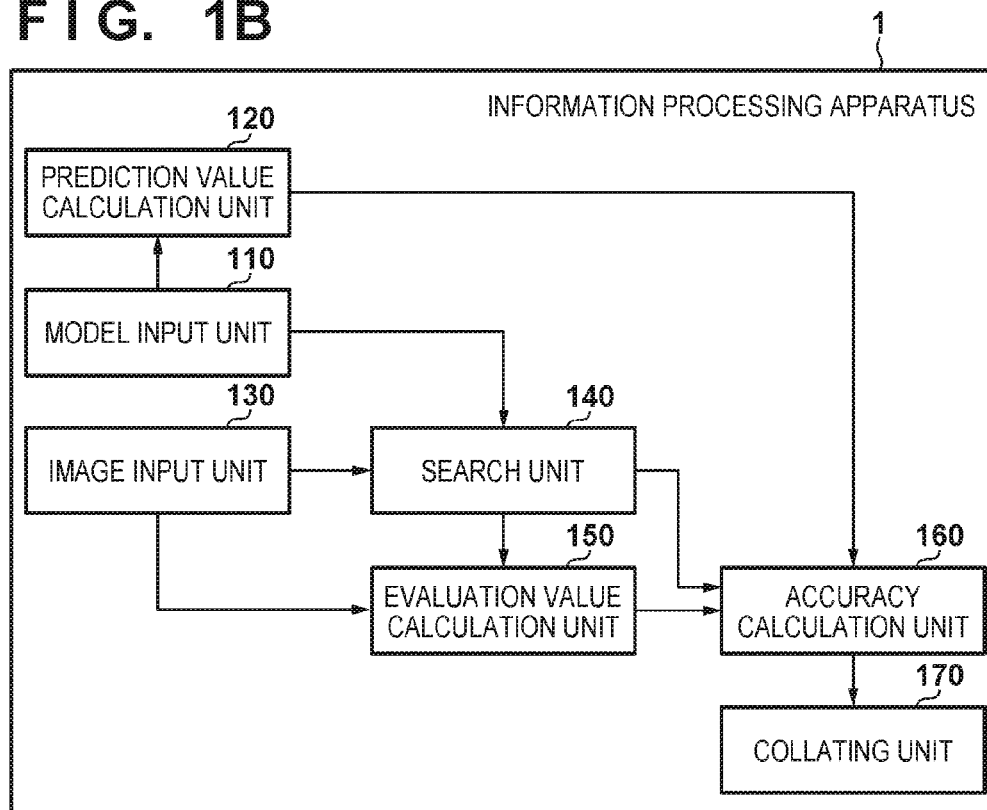 FIG. 1B
1
INFORMATION PROCESSING APPARATUS
120
PREDICTION VALUE
CALCULATION UNIT
110
MODEL INPUT UNIT
130
IMAGE INPUT UNIT
140
SEARCH UNIT
150
EVALUATION VALUE
CALCULATION UNIT
160
ACCURACY
CALCULATION UNIT
170
COLLATING UNIT